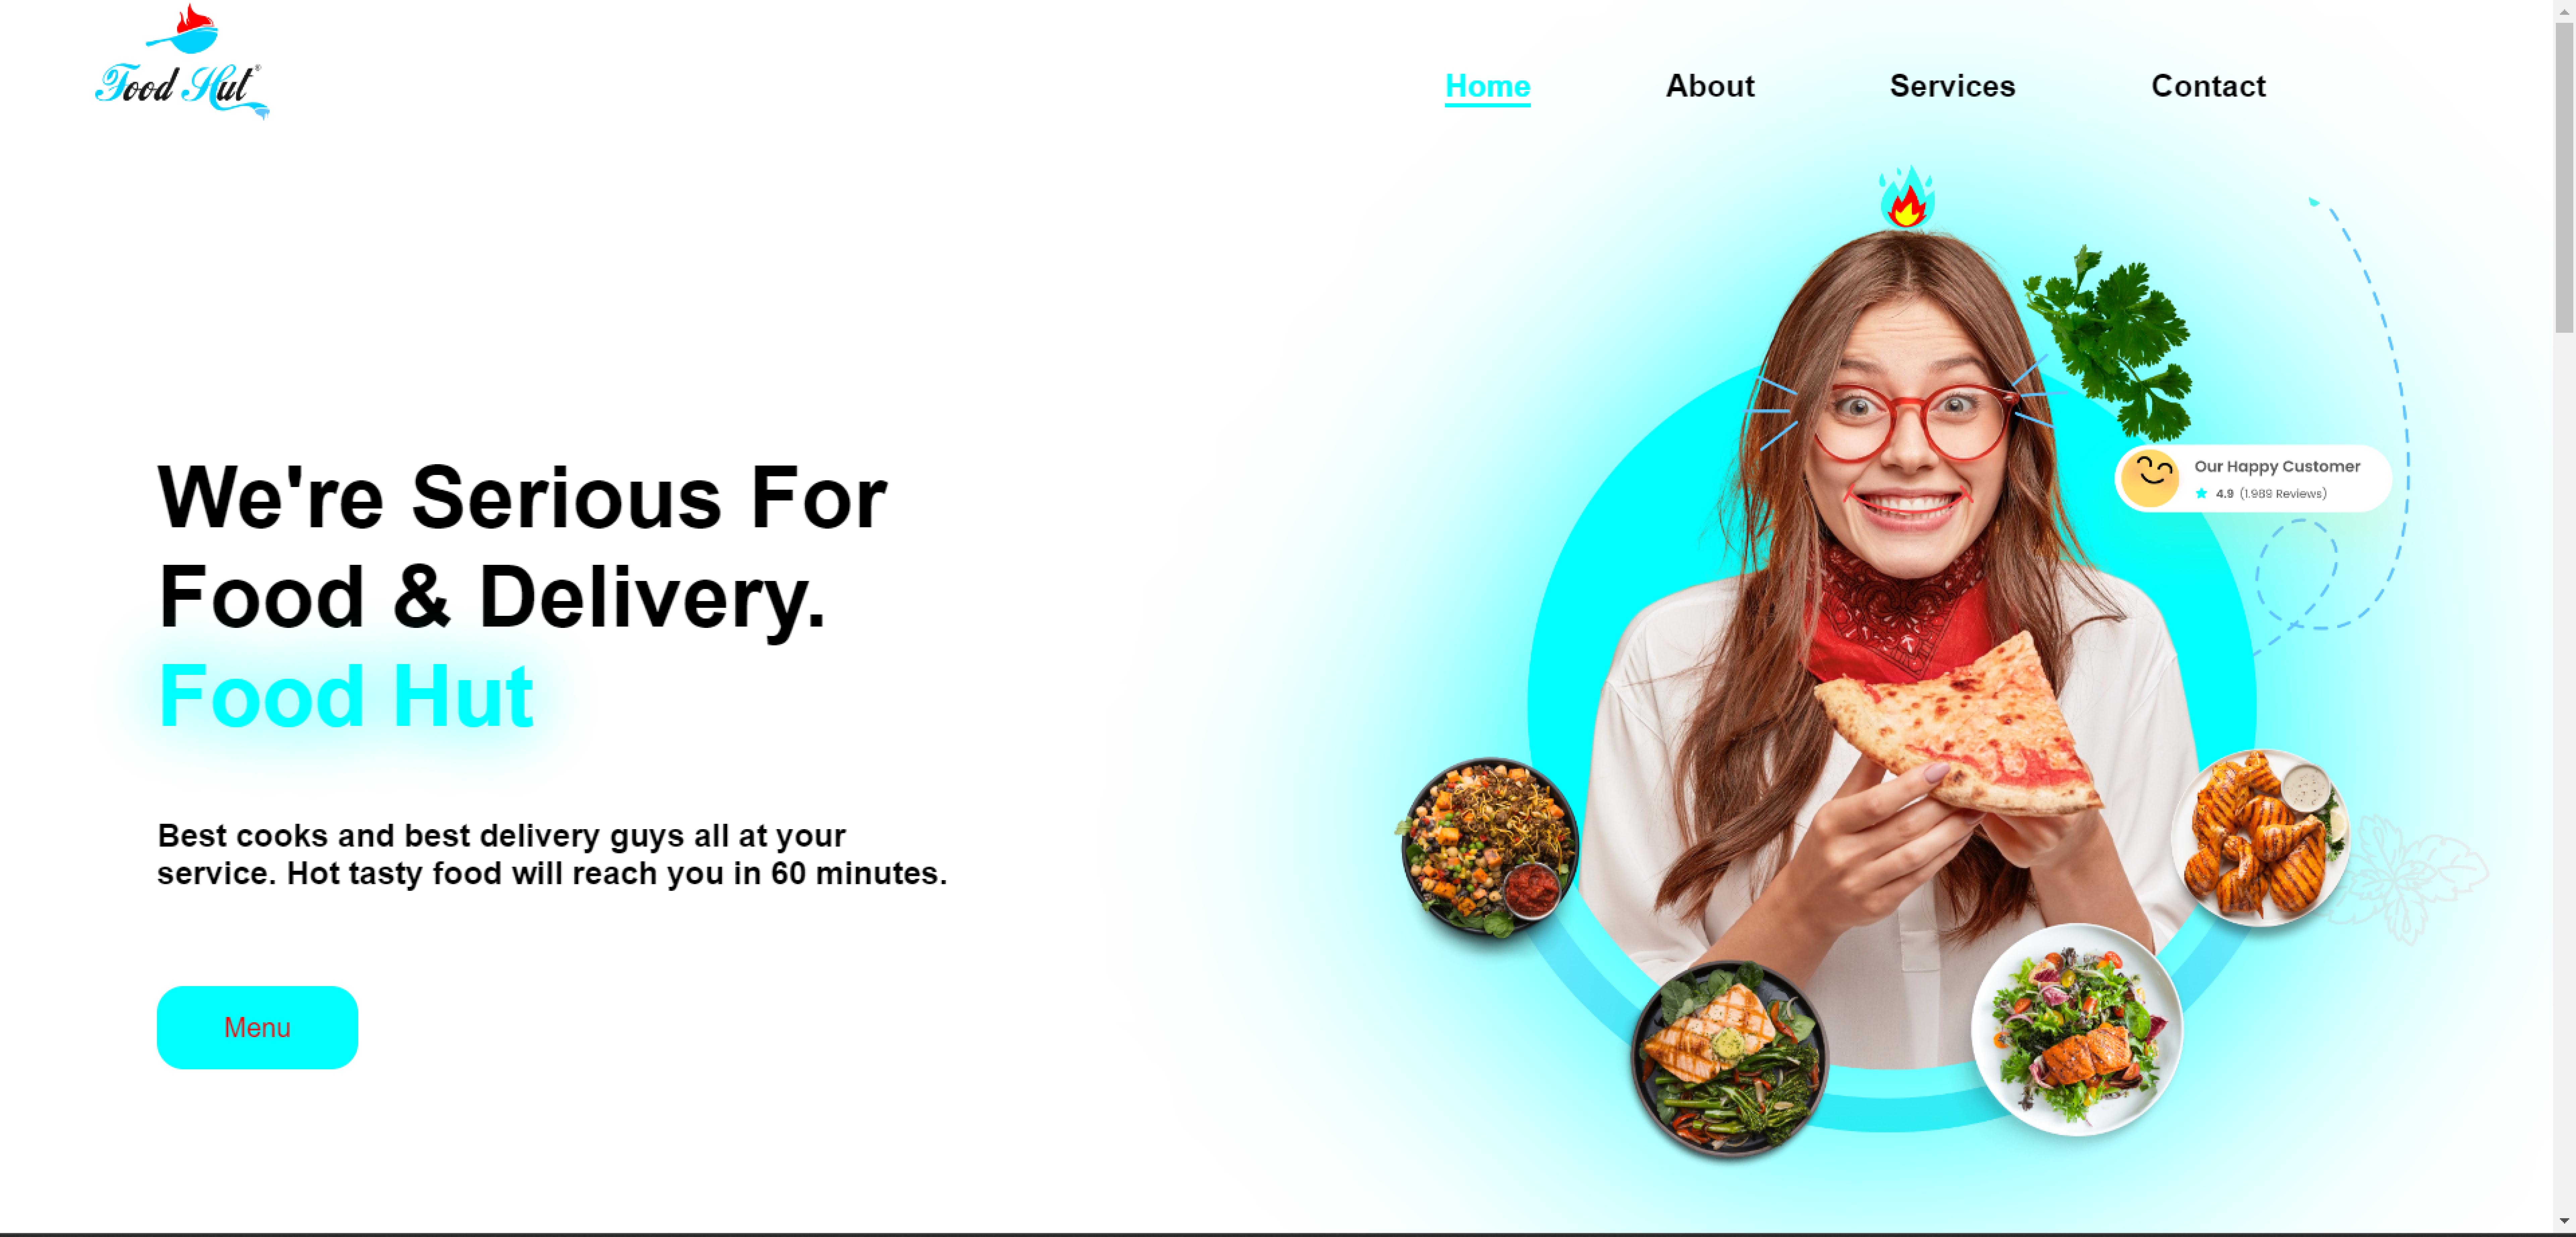 Food Hut®
Home About Services Contact
We're Serious For
Food & Delivery.
Food Hut
Best cooks and best delivery guys all at your
service. Hot tasty food will reach you in 60 minutes.
Menu
Our Happy Customer
4.9 (1.989 Reviews)